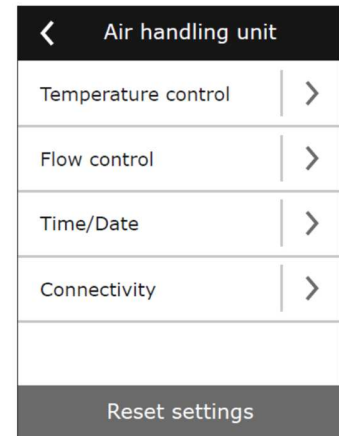 Air handling unit
Temperature control
Flow control
Time/Date
Connectivity
Reset settings